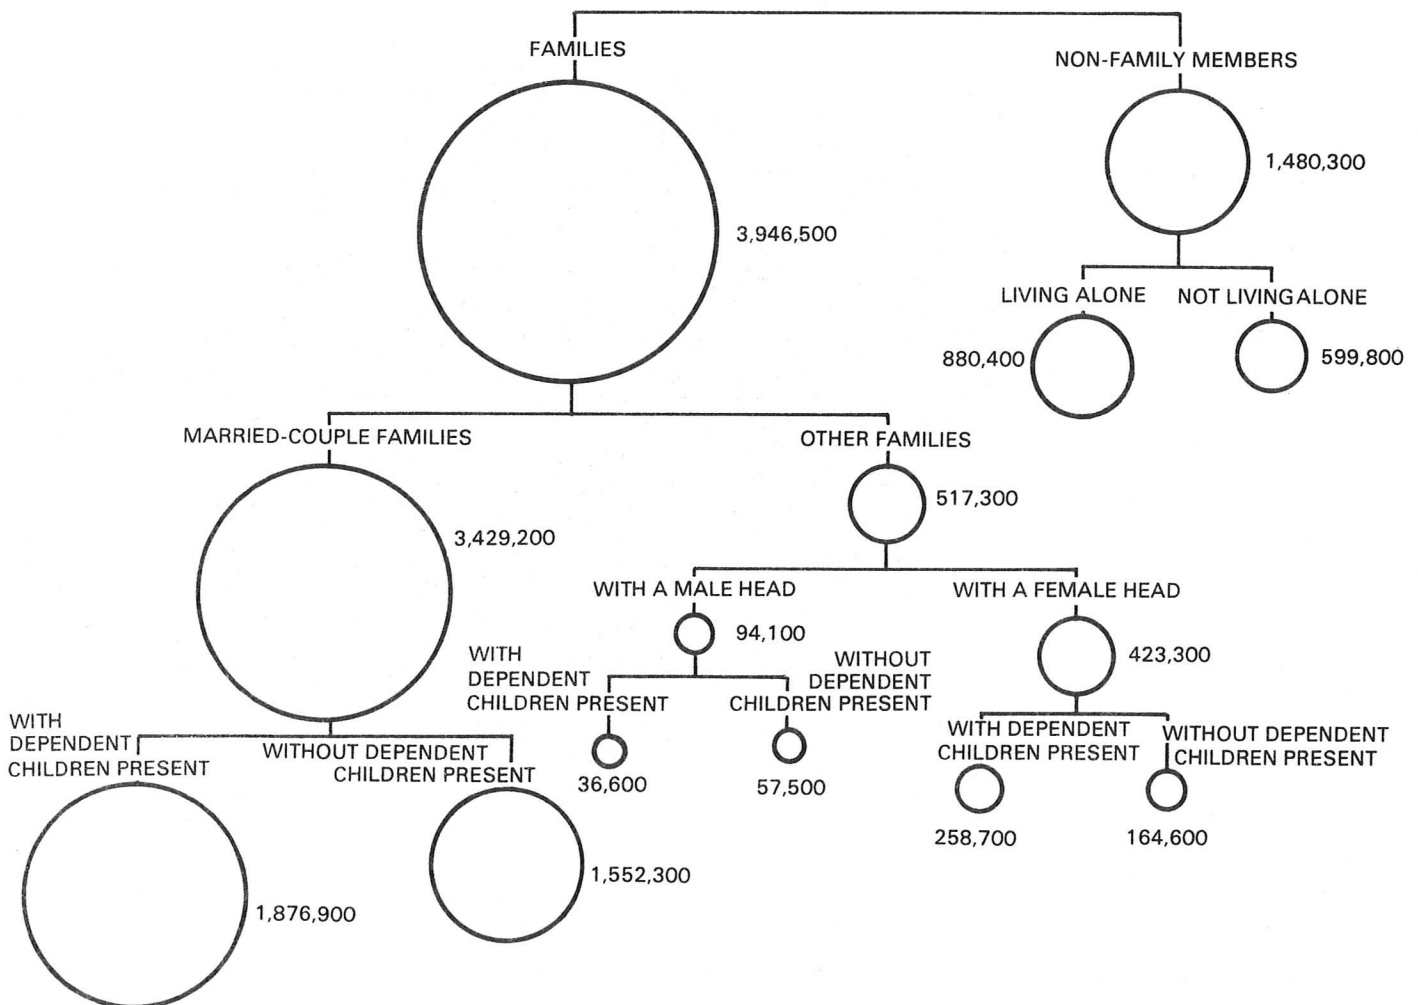 FAMILIES
NON-FAMILY MEMBERS
1,480,300
3,946,500
LIVING ALONE
NOT LIVING ALONE
880,400
599,800
MARRIED-COUPLE FAMILIES
OTHER FAMILIES
517,300
3,429,200
WITH A MALE HEAD
WITH A FEMALE HEAD
94,100
423,300
WITH
DEPENDENT
CHILDREN PRESENT
WITHOUT
DEPENDENT
CHILDREN PRESENT
WITH
DEPENDENT
CHILDREN PRESENT
WITHOUT DEPENDENT
CHILDREN PRESENT
WITH DEPENDENT
CHILDREN PRESENT
WITHOUT DEPENDENT
CHILDREN PRESENT
36,600
57,500
258,700
164,600
1,876,900
1,552,300